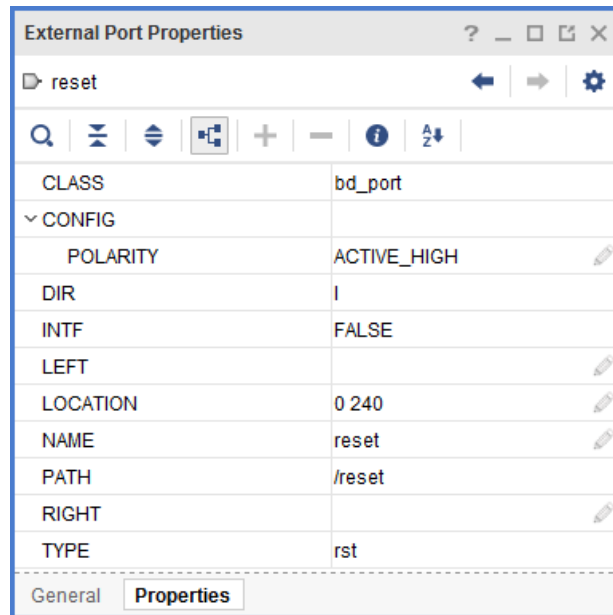 External Port Properties
reset
CLASS bd_port
CONFIG
POLARITY ACTIVE_HIGH
DIR I
INTF FALSE
LEFT
LOCATION 0 240
NAME reset
PATH /reset
RIGHT
TYPE rst
General Properties